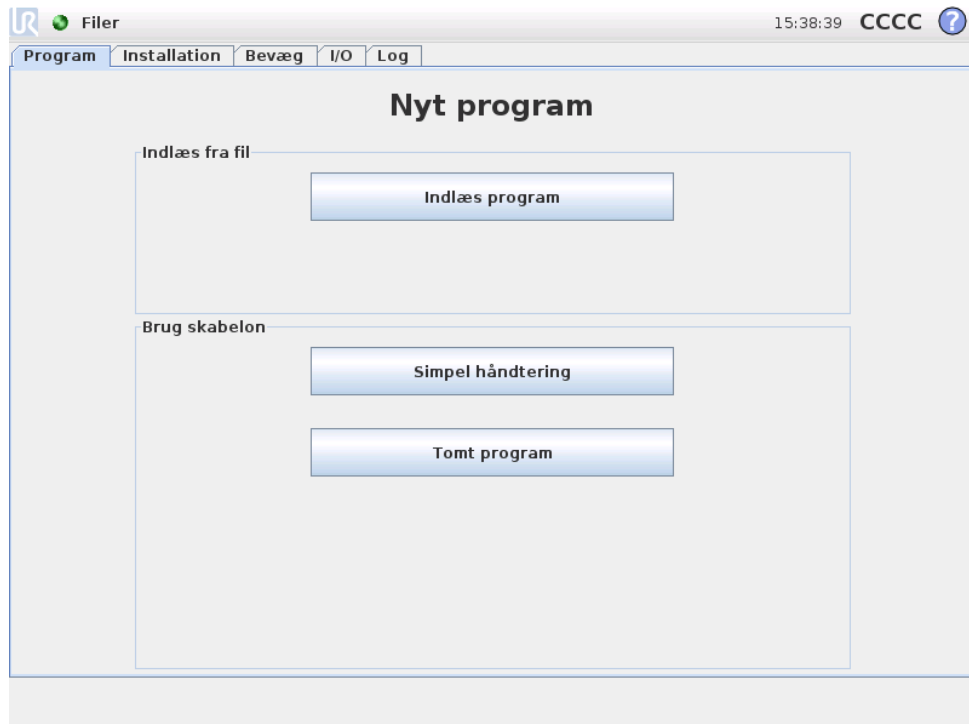 UR Filer 15:38:39 CCCC ?
Program Installation Bevæg I/O Log
Nyt program
Indlæs fra fil
Indlæs program
Brug skabelon
Simpel håndtering
Tomt program